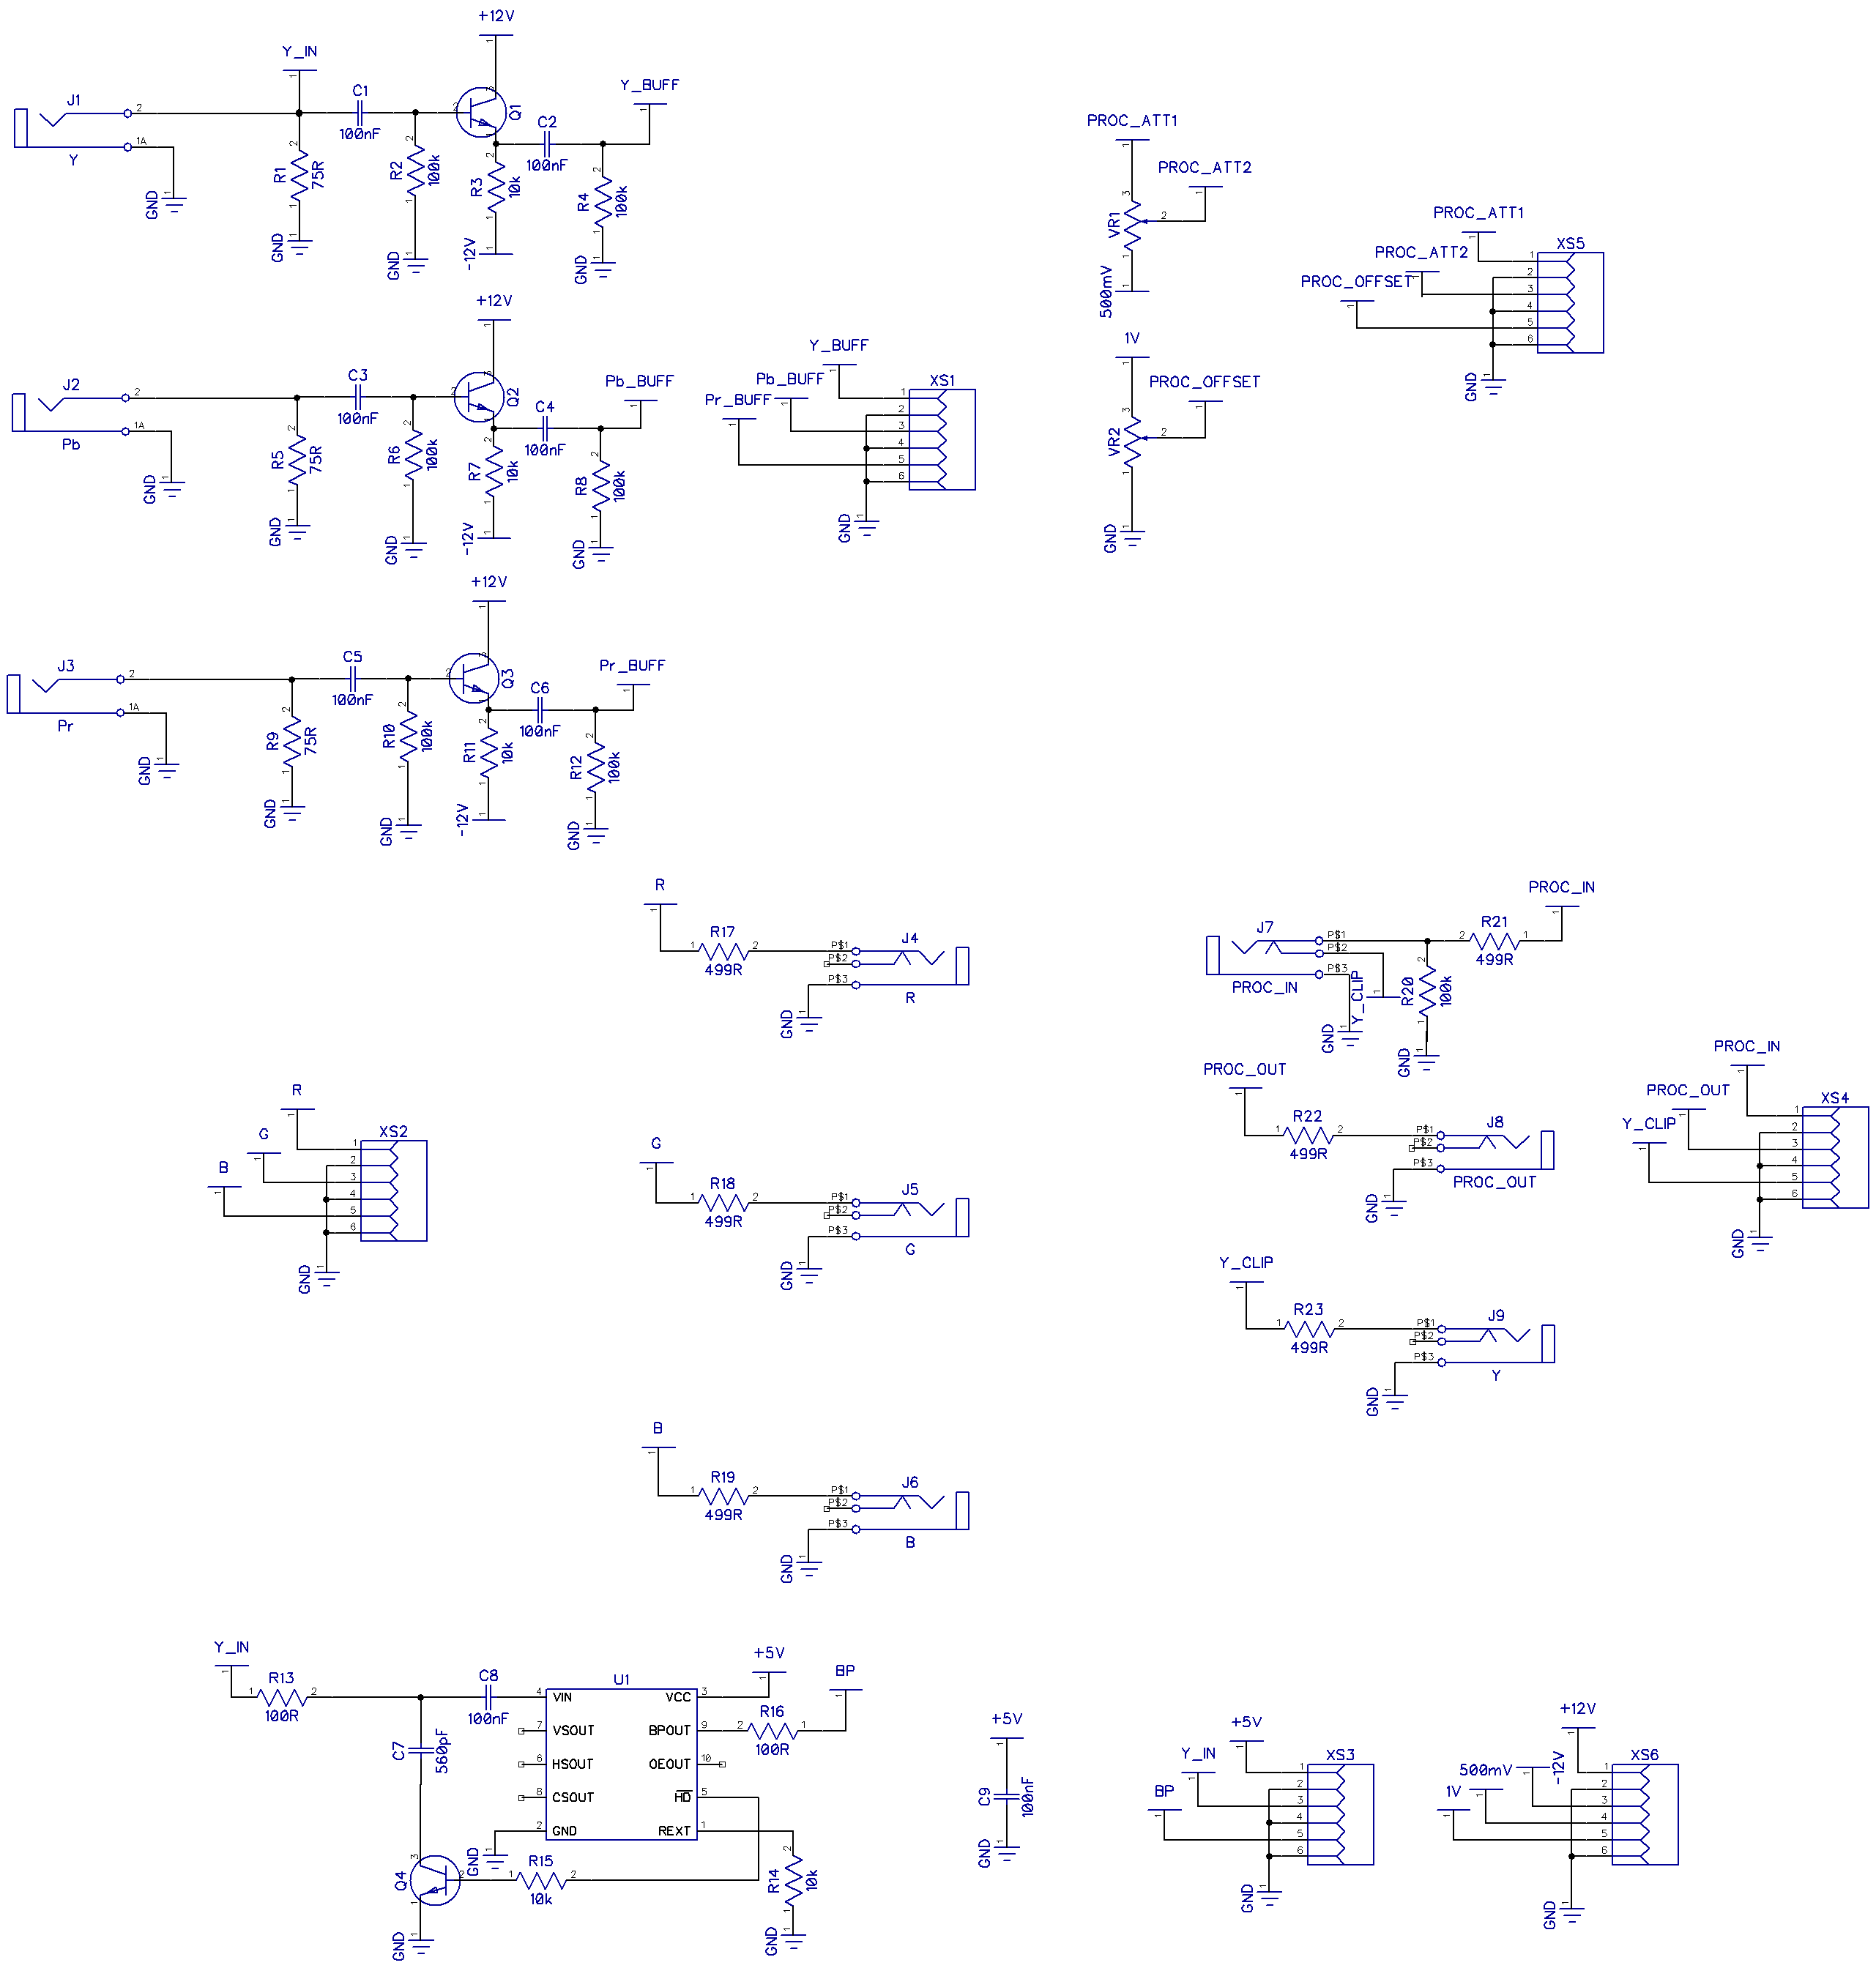 +12V
Y_IN
Y_BUFF
J1
C1
100nF
Q1
C2
100nF
Y
R1
75R
R2
100k
R3
10k
R4
100k
GND
GND
GND
-12V
GND
PROC_ATT1
PROC_ATT2
VR1
500mV
PROC_ATT1
PROC_ATT2
PROC_OFFSET
XS5
1
2
3
4
5
6
GND
+12V
J2
C3
100nF
Q2
C4
100nF
Pb_BUFF
Pb
R5
75R
R6
100k
R7
10k
R8
100k
GND
GND
GND
-12V
GND
Y_BUFF
Pb_BUFF
Pr_BUFF
XS1
1
2
3
4
5
6
GND
1V
PROC_OFFSET
VR2
GND
+12V
J3
C5
100nF
Q3
C6
100nF
Pr_BUFF
Pr
R9
75R
R10
100k
R11
10k
R12
100k
GND
GND
GND
-12V
GND
R
R17
499R
P$1
P$2
P$3
J4
R
GND
J7
P$1
P$2
P$3
PROC_IN
Y_CLIP
GND
R20
100k
GND
R21
499R
PROC_IN
R
G
B
XS2
1
2
3
4
5
6
GND
G
R18
499R
P$1
P$2
P$3
J5
G
GND
PROC_OUT
R22
499R
P$1
P$2
P$3
J8
PROC_OUT
GND
PROC_IN
PROC_OUT
Y_CLIP
XS4
1
2
3
4
5
6
GND
Y_CLIP
R23
499R
P$1
P$2
P$3
J9
Y
GND
B
R19
499R
P$1
P$2
P$3
J6
B
GND
Y_IN
R13
100R
C8
100nF
C7
560pF
U1
4 VIN
7 VSOUT
6 HSOUT
8 CSOUT
2 GND
VCC 3
BPOUT 9
OEOUT 10
HD 5
REXT 1
+5V
BP
R16
100R
GND
R15
10k
R14
10k
Q4
GND
GND
+5V
C9
100nF
GND
+5V
Y_IN
BP
XS3
1
2
3
4
5
6
GND
+12V
-12V
500mV
1V
XS6
1
2
3
4
5
6
GND